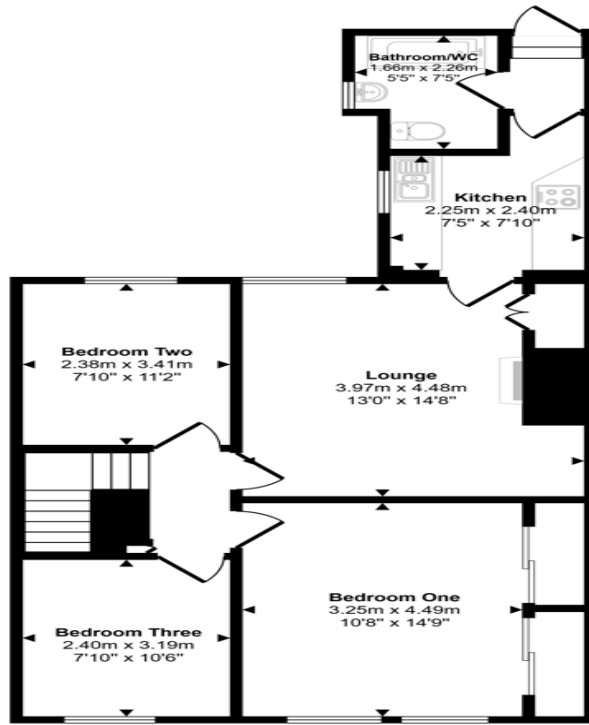 Bathroom/WC
1.66m x 2.26m
5'5" x 7'5"
Kitchen
2.25m x 2.40m
7'5" x 7'10"
Bedroom Two
2.38m x 3.41m
7'10" x 11'2"
Lounge
3.97m x 4.48m
13'0" x 14'8"
Bedroom One
3.25m x 4.49m
10'8" x 14'9"
Bedroom Three
2.40m x 3.19m
7'10" x 10'6"